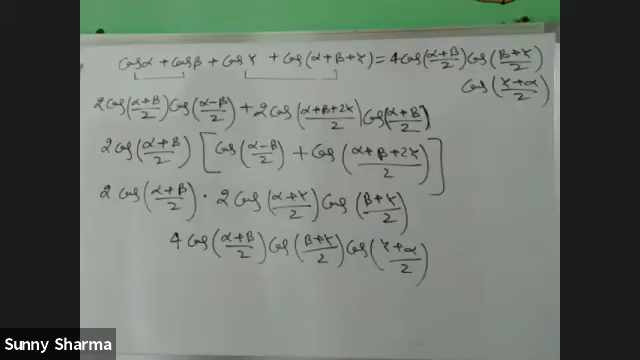 cosα + cosβ + cosγ + cos(α+β+γ) = 4cos(α+β/2)cos(β+γ/2)
cos(γ+α/2)
2cos(α+β/2)cos(α-β/2) + 2cos(α+β+2γ/2)cos(α+β/2)
2cos(α+β/2)[cos(α-β/2) + cos(α+β+2γ/2)]
2cos(α+β/2) · 2cos(α+γ/2)cos(β+γ/2)
4cos(α+β/2)cos(β+γ/2)cos(γ+α/2)
Sunny Sharma